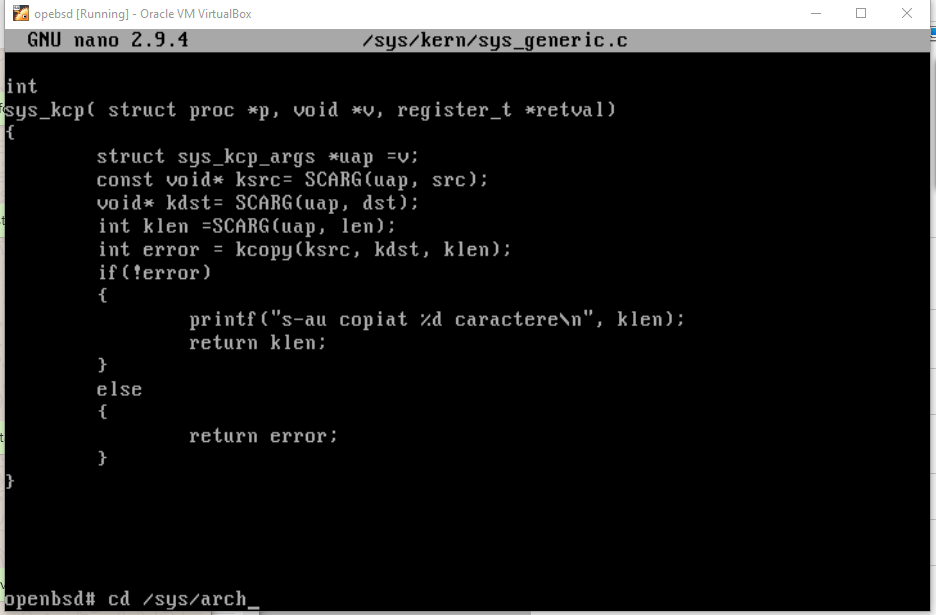 opebsd [Running] - Oracle VM VirtualBox
GNU nano 2.9.4 /sys/kern/sys_generic.c
int
sys_kcp( struct proc *p, void *v, register_t *retval)
{
struct sys_kcp_args *uap =v;
const void* ksrc= SCARG(uap, src);
void* kdst= SCARG(uap, dst);
int klen =SCARG(uap, len);
int error = kcopy(ksrc, kdst, klen);
if(!error)
{
printf("s-au copiat %d caractere\n", klen);
return klen;
}
else
{
return error;
}
}
openbsd# cd /sys/arch_